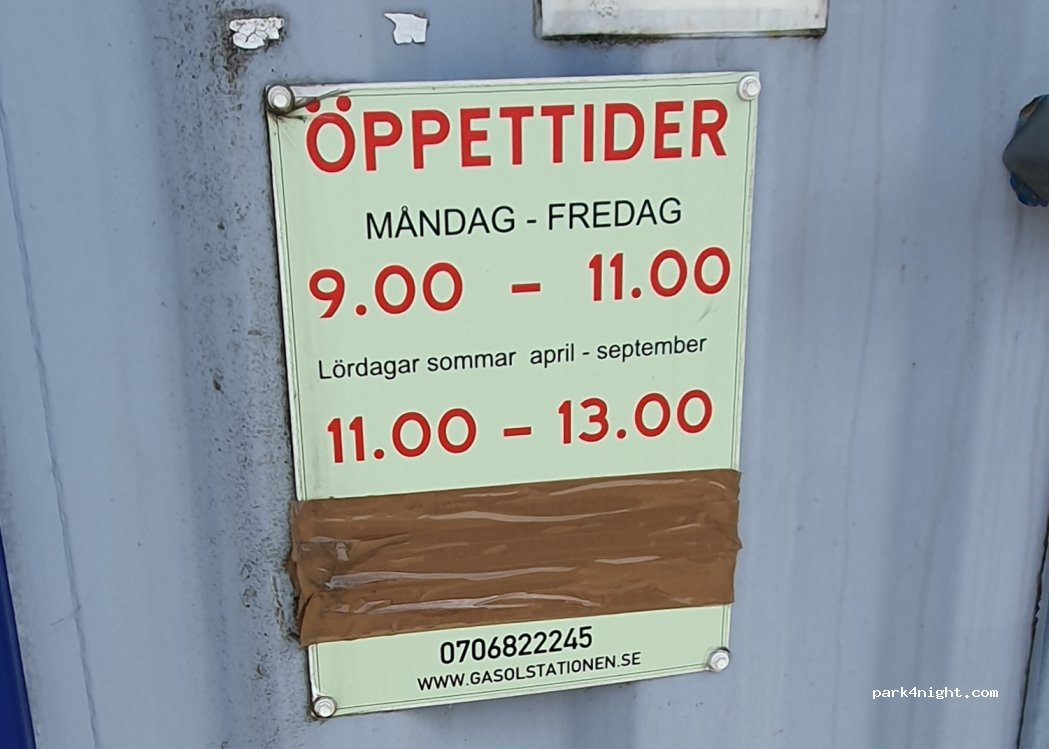 ÖPPETTIDER
MÅNDAG - FREDAG
9.00 - 11.00
Lördagar sommar april - september
11.00 - 13.00
0706822245
WWW.GASOLSTATIONEN.SE
park4night.com